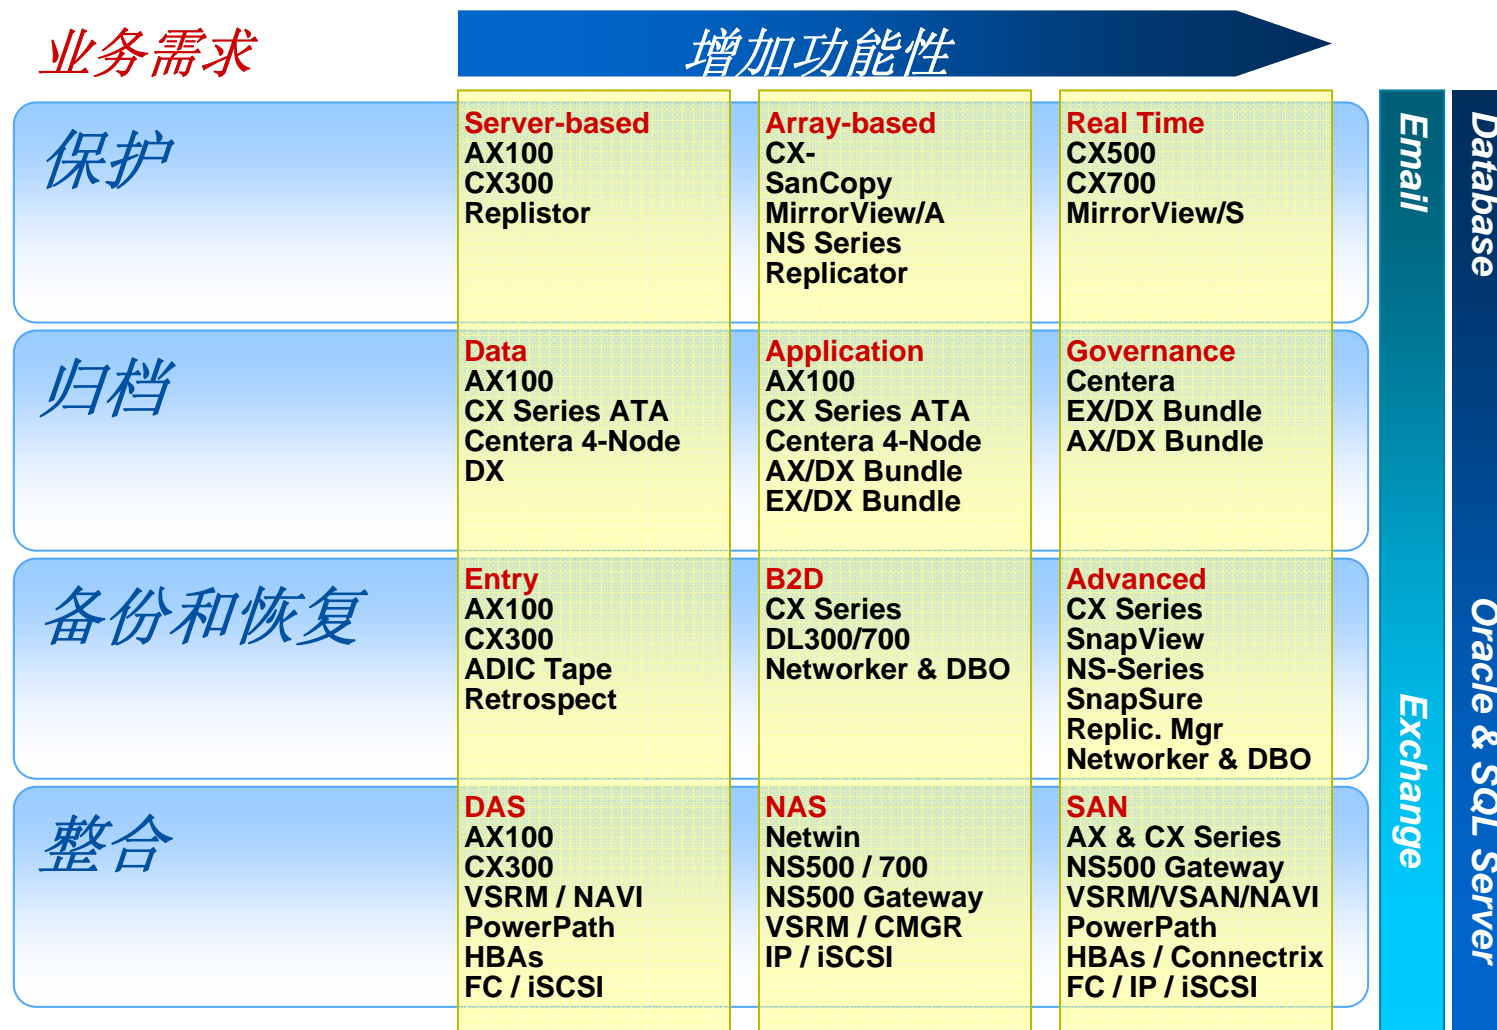 业务需求
增加功能性
保护
Server-based
AX100
CX300
Replistor
Array-based
CX-
SanCopy
MirrorView/A
NS Series
Replicator
Real Time
CX500
CX700
MirrorView/S
归档
Data
AX100
CX Series ATA
Centera 4-Node
DX
Application
AX100
CX Series ATA
Centera 4-Node
AX/DX Bundle
EX/DX Bundle
Governance
Centera
EX/DX Bundle
AX/DX Bundle
备份和恢复
Entry
AX100
CX300
ADIC Tape
Retrospect
B2D
CX Series
DL300/700
Networker & DBO
Advanced
CX Series
SnapView
NS-Series
SnapSure
Replic. Mgr
Networker & DBO
整合
DAS
AX100
CX300
VSRM / NAVI
PowerPath
HBAs
FC / iSCSI
NAS
Netwin
NS500 / 700
NS500 Gateway
VSRM / CMGR
IP / iSCSI
SAN
AX & CX Series
NS500 Gateway
VSRM/VSAN/NAVI
PowerPath
HBAs / Connectrix
FC / IP / iSCSI
Email
Exchange
Database
Oracle & SQL Server